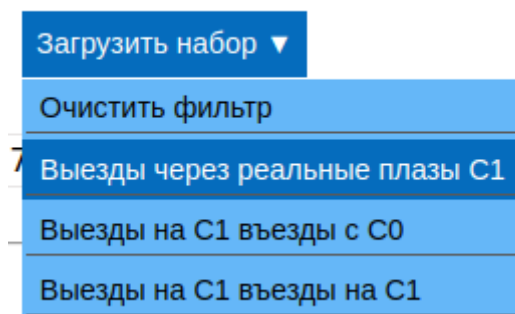 Загрузить набор ▼
Очистить фильтр
7
Выезды через реальные плазы С1
Выезды на С1 въезды с С0
Выезды на С1 въезды на С1